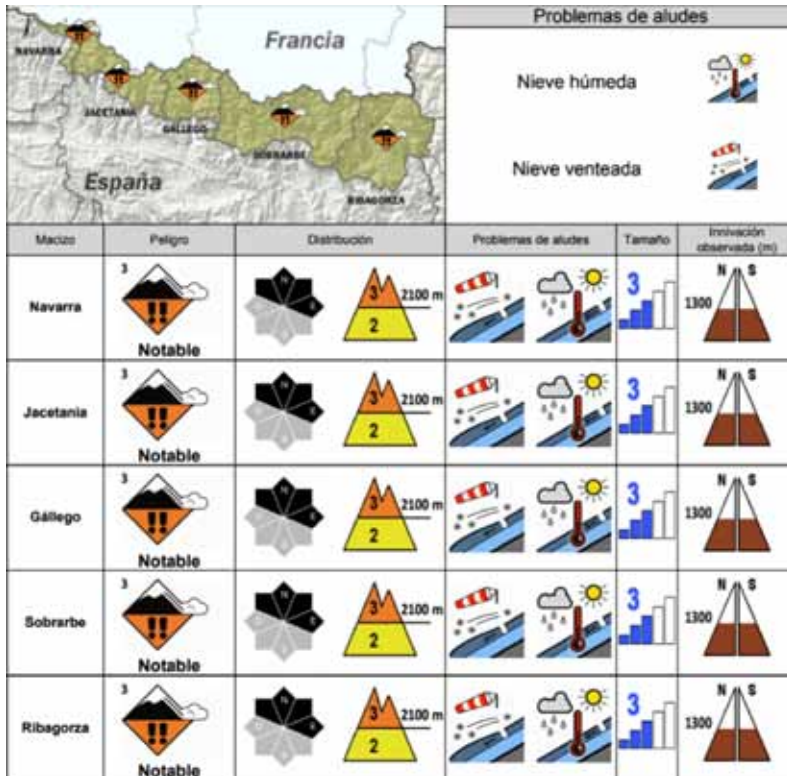 Francia
NAVARRA
JACETANIA
GÁLLEGO
SOBRARBE
RIBAGORZA
España
Problemas de aludes
Nieve húmeda
Nieve venteada
Macizo Peligro Distribución Problemas de aludes Tamaño Innivación observada (m)
Navarra 3 Notable N E 3 2100 m 2 3 1300 N S
Jacetania 3 Notable N E 3 2100 m 2 3 1300 N S
Gállego 3 Notable N E 3 2100 m 2 3 1300 N S
Sobrarbe 3 Notable N E 3 2100 m 2 3 1300 N S
Ribagorza 3 Notable N E 3 2100 m 2 3 1300 N S